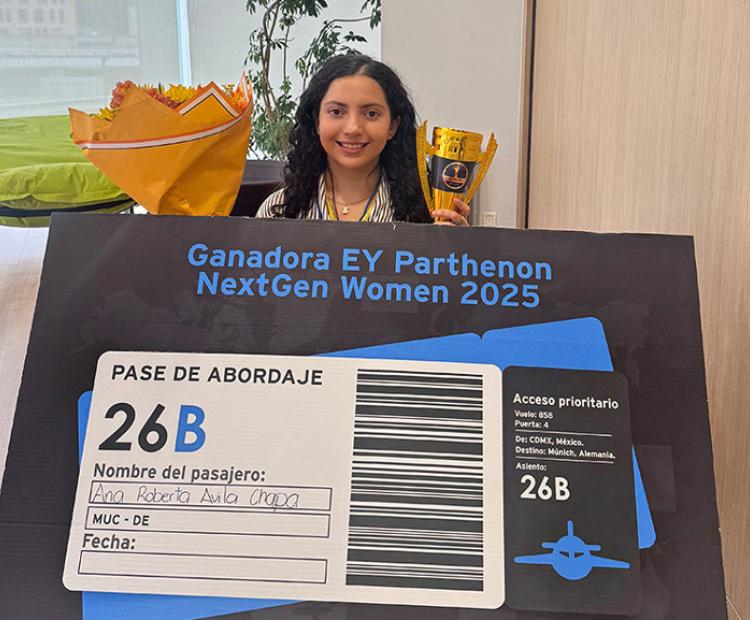 Ganadora EY Parthenon
NextGen Women 2025
PASE DE ABORDAJE
26B
Nombre del pasajero:
Ana Roberta Avila Chapa
MUC - DE
Fecha:
Acceso prioritario
Vuelo: 858
Puerta: 4
De: CDMX, México.
Destino: Múnich, Alemania.
Asiento:
26B